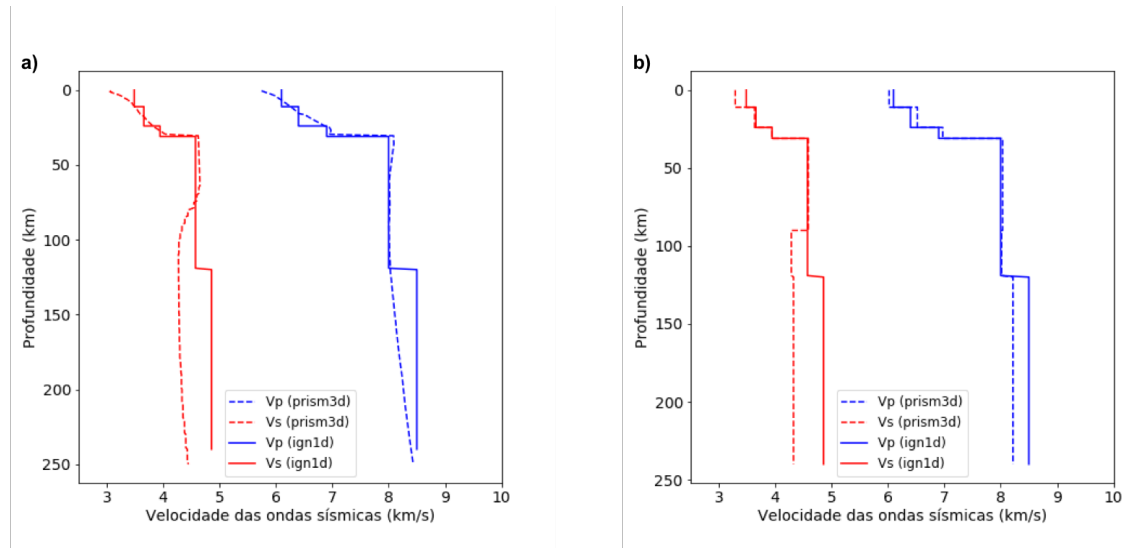 a)
0
50
100
150
200
250
Profundidade (km)
Vp (prism3d)
Vs (prism3d)
Vp (ign1d)
Vs (ign1d)
3 4 5 6 7 8 9 10
Velocidade das ondas sísmicas (km/s)
b)
0
50
100
150
200
250
Profundidade (km)
Vp (prism3d)
Vs (prism3d)
Vp (ign1d)
Vs (ign1d)
3 4 5 6 7 8 9 10
Velocidade das ondas sísmicas (km/s)